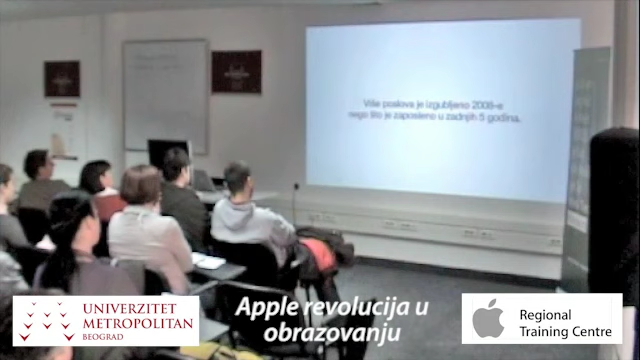 Više poslova je izgubljeno 2008-e
nego što je zaposleno u zadnjih 5 godina.
UNIVERZITET
METROPOLITAN
BEOGRAD
Apple revolucija u
obrazovanju
Regional
Training Centre